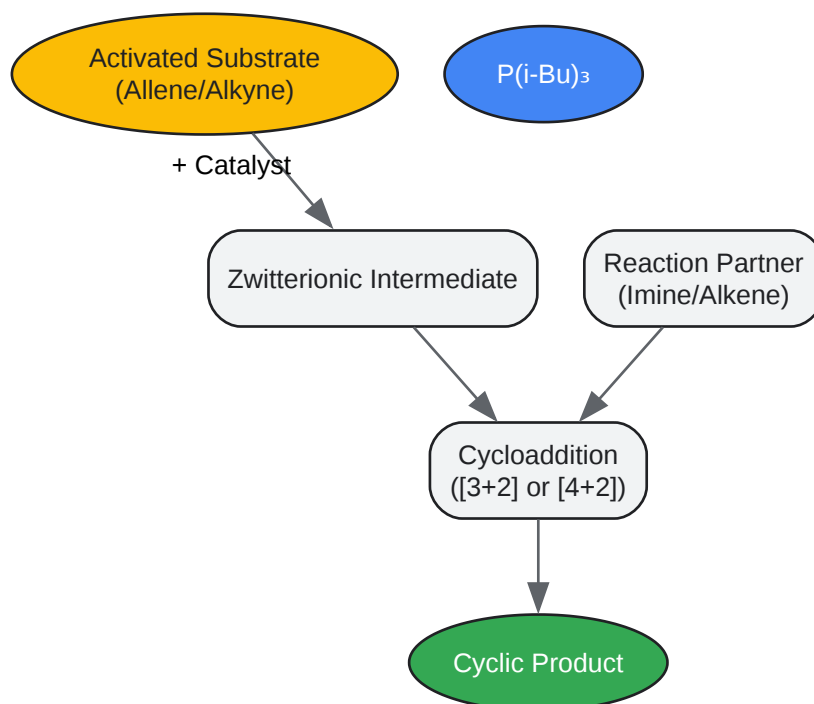 Activated Substrate
(Allene/Alkyne)
P(i-Bu)₃
+ Catalyst
Zwitterionic Intermediate
Reaction Partner
(Imine/Alkene)
Cycloaddition
([3+2] or [4+2])
Cyclic Product